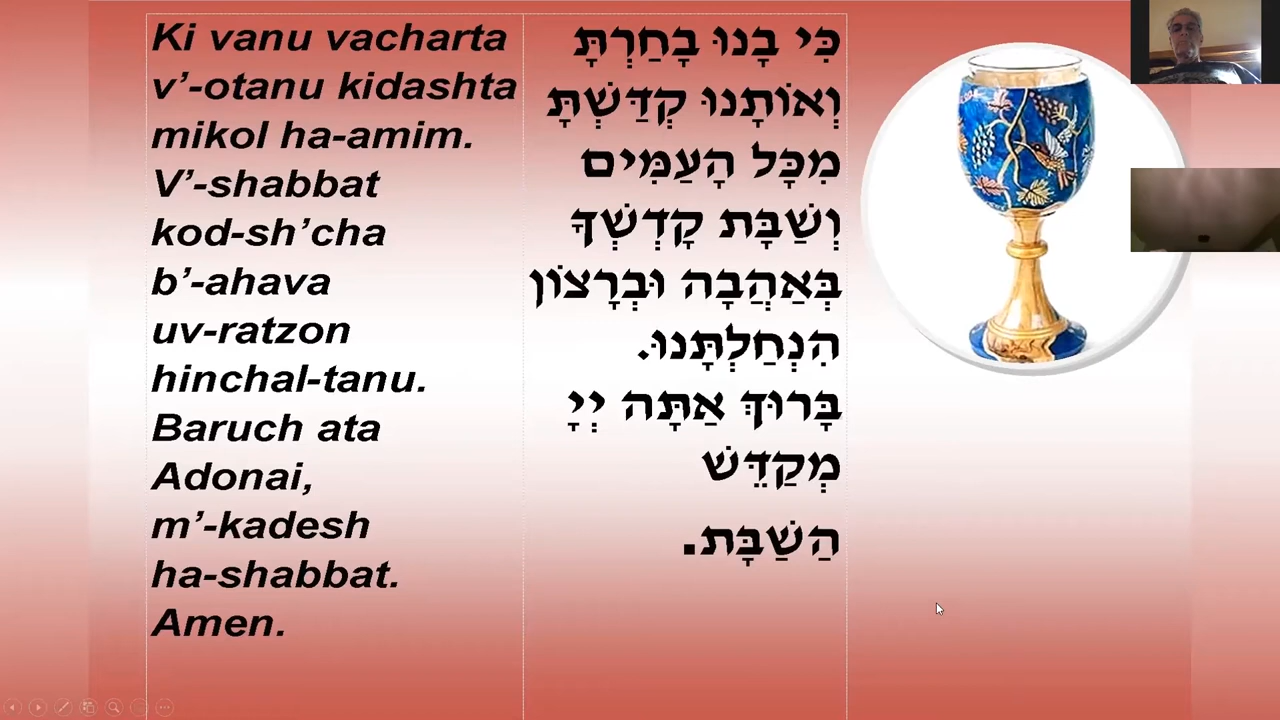 Ki vanu vacharta
v’-otanu kidashta
mikol ha-amim.
V’-shabbat
kod-sh’cha
b’-ahava
uv-ratzon
hinchal-tanu.
Baruch ata
Adonai,
m’-kadesh
ha-shabbat.
Amen.
כִּי בָנוּ בָחַרְתָּ
וְאוֹתָנוּ קִדַּשְׁתָּ
מִכָּל הָעַמִּים
וְשַׁבָּת קָדְשְׁךָ
בְּאַהֲבָה וּבְרָצוֹן
הִנְחַלְתָּנוּ.
בָּרוּךְ אַתָּה יְיָ
מְקַדֵּשׁ
הַשַּׁבָּת.